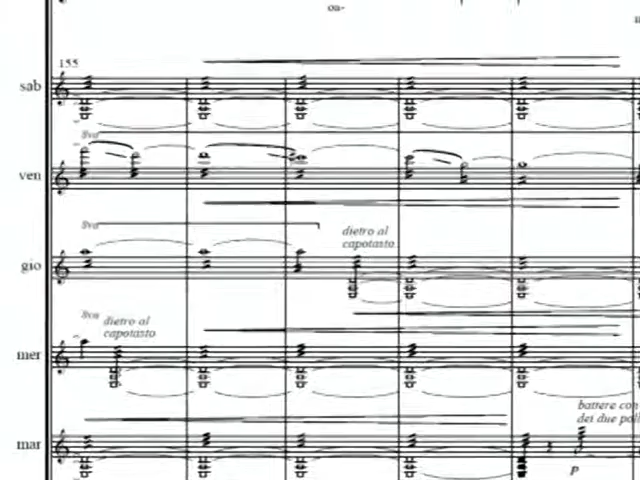 ou-
155
sab
8va
ven
8va
dietro al
capotasto
gio
8va
dietro al
capotasto
mer
battere con
dei due pol
mar
p